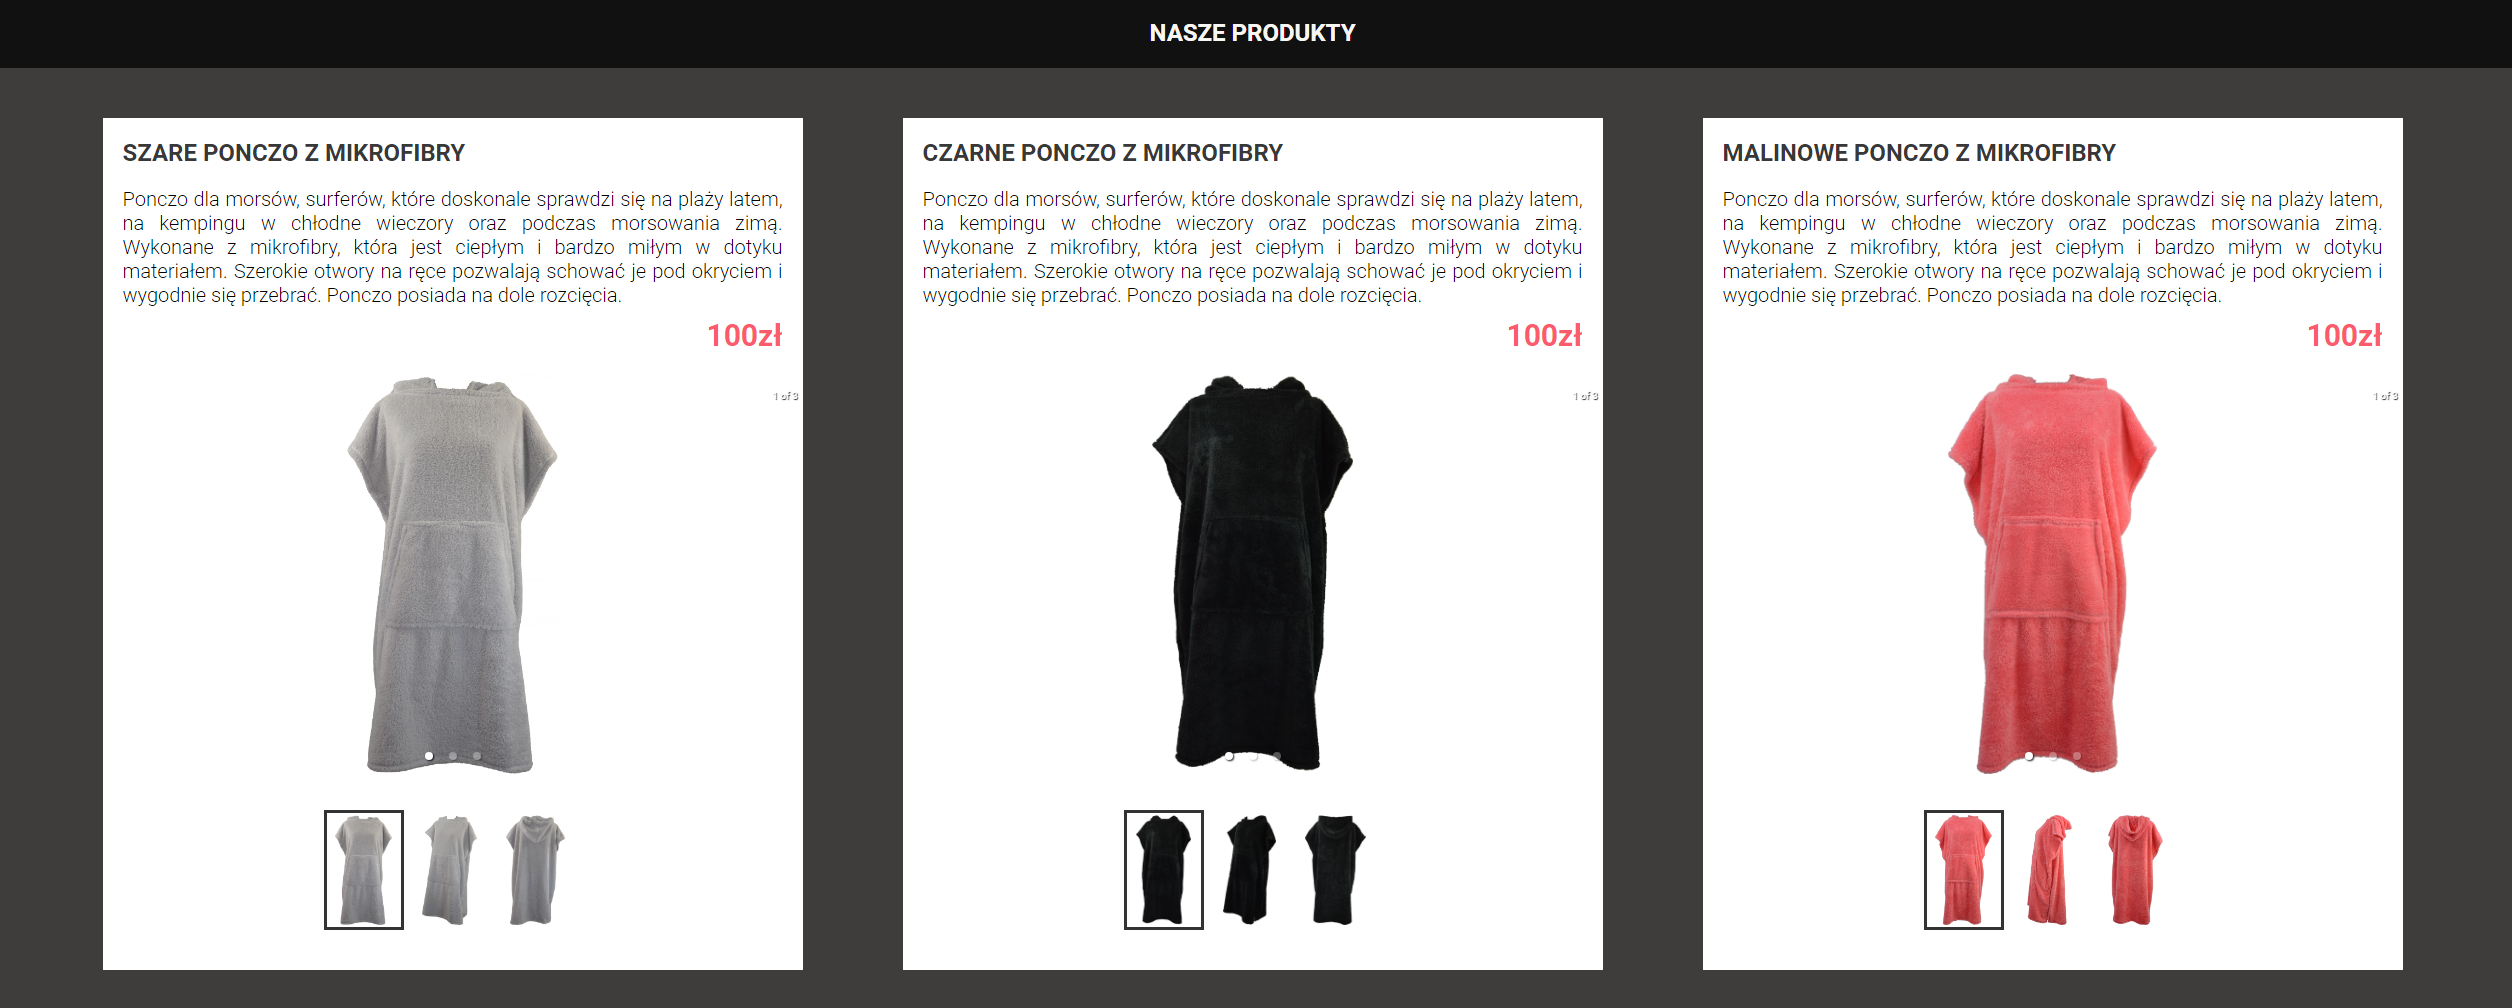 NASZE PRODUKTY
SZARE PONCZO Z MIKROFIBRY
Ponczo dla morsów, surferów, które doskonale sprawdzi się na plaży latem,
na kempingu w chłodne wieczory oraz podczas morsowania zimą.
Wykonane z mikrofibry, która jest ciepłym i bardzo miłym w dotyku
materiałem. Szerokie otwory na ręce pozwalają schować je pod okryciem i
wygodnie się przebrać. Ponczo posiada na dole rozcięcia.
100zł
1 of 3
CZARNE PONCZO Z MIKROFIBRY
Ponczo dla morsów, surferów, które doskonale sprawdzi się na plaży latem,
na kempingu w chłodne wieczory oraz podczas morsowania zimą.
Wykonane z mikrofibry, która jest ciepłym i bardzo miłym w dotyku
materiałem. Szerokie otwory na ręce pozwalają schować je pod okryciem i
wygodnie się przebrać. Ponczo posiada na dole rozcięcia.
100zł
1 of 3
MALINOWE PONCZO Z MIKROFIBRY
Ponczo dla morsów, surferów, które doskonale sprawdzi się na plaży latem,
na kempingu w chłodne wieczory oraz podczas morsowania zimą.
Wykonane z mikrofibry, która jest ciepłym i bardzo miłym w dotyku
materiałem. Szerokie otwory na ręce pozwalają schować je pod okryciem i
wygodnie się przebrać. Ponczo posiada na dole rozcięcia.
100zł
1 of 3